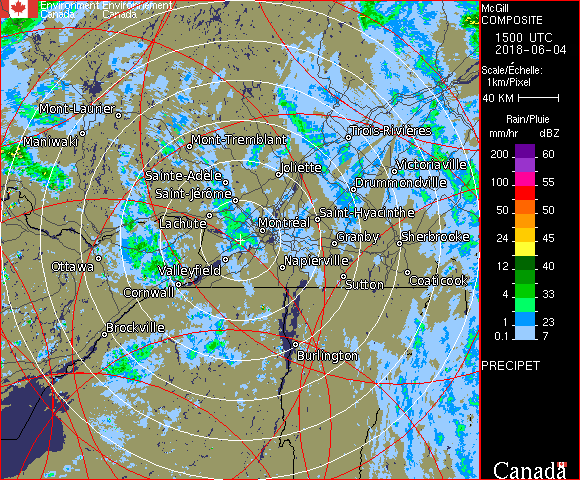 Environment Environnement
Canada Canada
McGill
COMPOSITE
1500 UTC
2018-06-04
Scale/Échelle:
1km/Pixel
40 KM
Rain/Pluie
mm/hr dBZ
200 60
100 55
50 50
24 45
12 40
4 33
1 23
0.1 7
PRECIPET
Canada
Mont-Laurier
Maniwaki
Mont-Tremblant
Trois-Rivières
Sainte-Adèle
Joliette
Victoriaville
Saint-Jérôme
Drummondville
Lachute
Saint-Hyacinthe
Montréal
Granby
Sherbrooke
Ottawa
Valleyfield
Napierville
Cornwall
Sutton
Coaticook
Brockville
Burlington